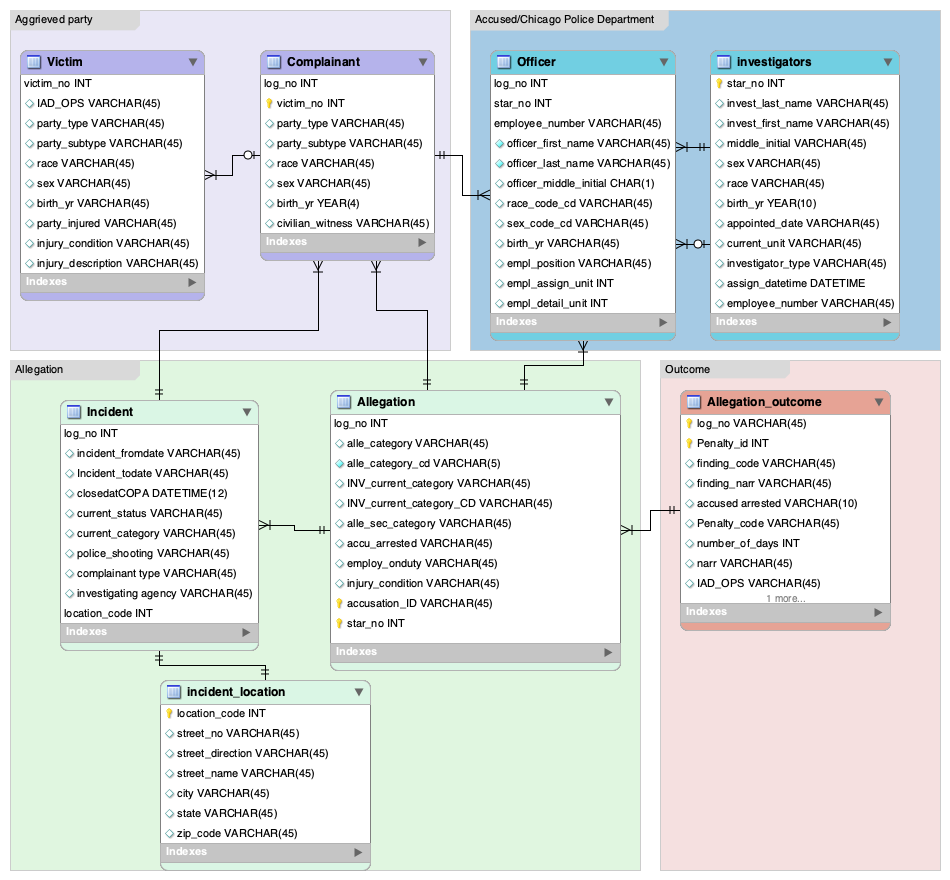 Aggrieved party
Victim
victim_no INT
IAD_OPS VARCHAR(45)
party_type VARCHAR(45)
party_subtype VARCHAR(45)
race VARCHAR(45)
sex VARCHAR(45)
birth_yr VARCHAR(45)
party_injured VARCHAR(45)
injury_condition VARCHAR(45)
injury_description VARCHAR(45)
Indexes
Complainant
log_no INT
victim_no INT
party_type VARCHAR(45)
party_subtype VARCHAR(45)
race VARCHAR(45)
sex VARCHAR(45)
birth_yr YEAR(4)
civilian_witness VARCHAR(45)
Indexes
Accused/Chicago Police Department
Officer
log_no INT
star_no INT
employee_number VARCHAR(45)
officer_first_name VARCHAR(45)
officer_last_name VARCHAR(45)
officer_middle_initial CHAR(1)
race_code_cd VARCHAR(45)
sex_code_cd VARCHAR(45)
birth_yr VARCHAR(45)
empl_position VARCHAR(45)
empl_assign_unit INT
empl_detail_unit INT
Indexes
investigators
star_no INT
invest_last_name VARCHAR(45)
invest_first_name VARCHAR(45)
middle_initial VARCHAR(45)
sex VARCHAR(45)
race VARCHAR(45)
birth_yr YEAR(10)
appointed_date VARCHAR(45)
current_unit VARCHAR(45)
investigator_type VARCHAR(45)
assign_datetime DATETIME
employee_number VARCHAR(45)
Indexes
Allegation
Incident
log_no INT
incident_fromdate VARCHAR(45)
Incident_todate VARCHAR(45)
closedatCOPA DATETIME(12)
current_status VARCHAR(45)
current_category VARCHAR(45)
police_shooting VARCHAR(45)
complainant type VARCHAR(45)
investigating agency VARCHAR(45)
location_code INT
Indexes
Allegation
log_no INT
alle_category VARCHAR(45)
alle_category_cd VARCHAR(5)
INV_current_category VARCHAR(45)
INV_current_category_CD VARCHAR(45)
alle_sec_category VARCHAR(45)
accu_arrested VARCHAR(45)
employ_onduty VARCHAR(45)
injury_condition VARCHAR(45)
accusation_ID VARCHAR(45)
star_no INT
Indexes
incident_location
location_code INT
street_no VARCHAR(45)
street_direction VARCHAR(45)
street_name VARCHAR(45)
city VARCHAR(45)
state VARCHAR(45)
zip_code VARCHAR(45)
Indexes
Outcome
Allegation_outcome
log_no VARCHAR(45)
Penalty_id INT
finding_code VARCHAR(45)
finding_narr VARCHAR(45)
accused arrested VARCHAR(10)
Penalty_code VARCHAR(45)
number_of_days INT
narr VARCHAR(45)
IAD_OPS VARCHAR(45)
1 more...
Indexes